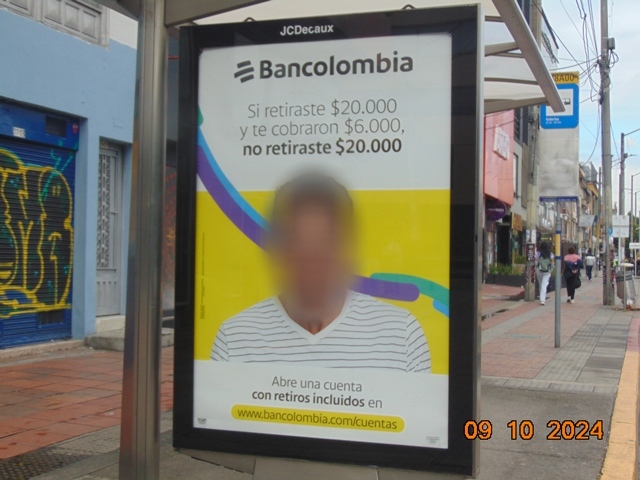 JCDecaux
Bancolombia
Si retiraste $20.000
y te cobraron $6.000,
no retiraste $20.000
Abre una cuenta
con retiros incluidos en
www.bancolombia.com/cuentas
09 10 2024